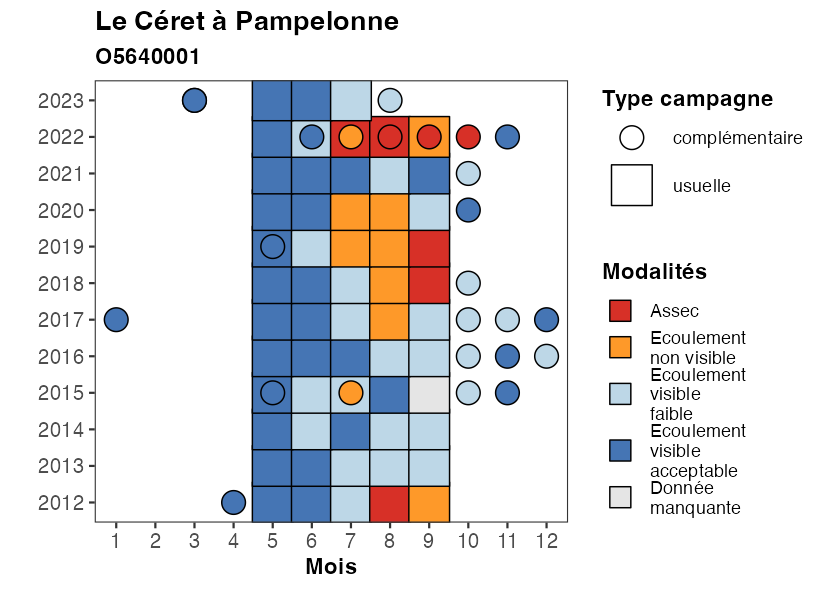 Le Céret à Pampelonne
O5640001
2023
2022
2021
2020
2019
2018
2017
2016
2015
2014
2013
2012
1 2 3 4 5 6 7 8 9 10 11 12
Mois
Type campagne
complémentaire
usuelle
Modalités
Assec
Ecoulement
non visible
Ecoulement
visible
faible
Ecoulement
visible
acceptable
Donnée
manquante